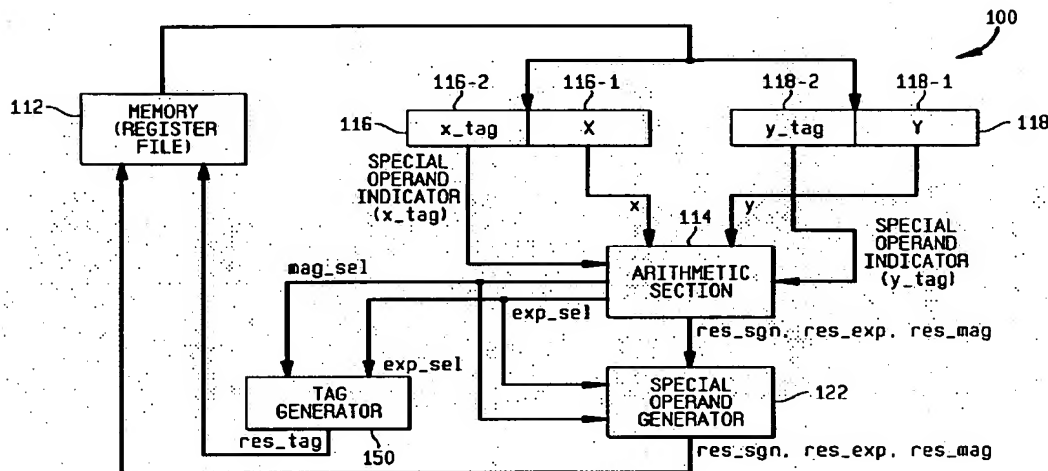 100
116-2
116-1
118-2
118-1
112
MEMORY
(REGISTER
FILE)
116
x_tag
X
y_tag
Y
118
SPECIAL
OPERAND
INDICATOR
(x_tag)
x
y
114
SPECIAL
OPERAND
INDICATOR
(y_tag)
ARITHMETIC
SECTION
mag_sel
exp_sel
res_sgn, res_exp, res_mag
exp_sel
TAG
GENERATOR
SPECIAL
OPERAND
GENERATOR
122
res_tag
150
res_sgn, res_exp, res_mag